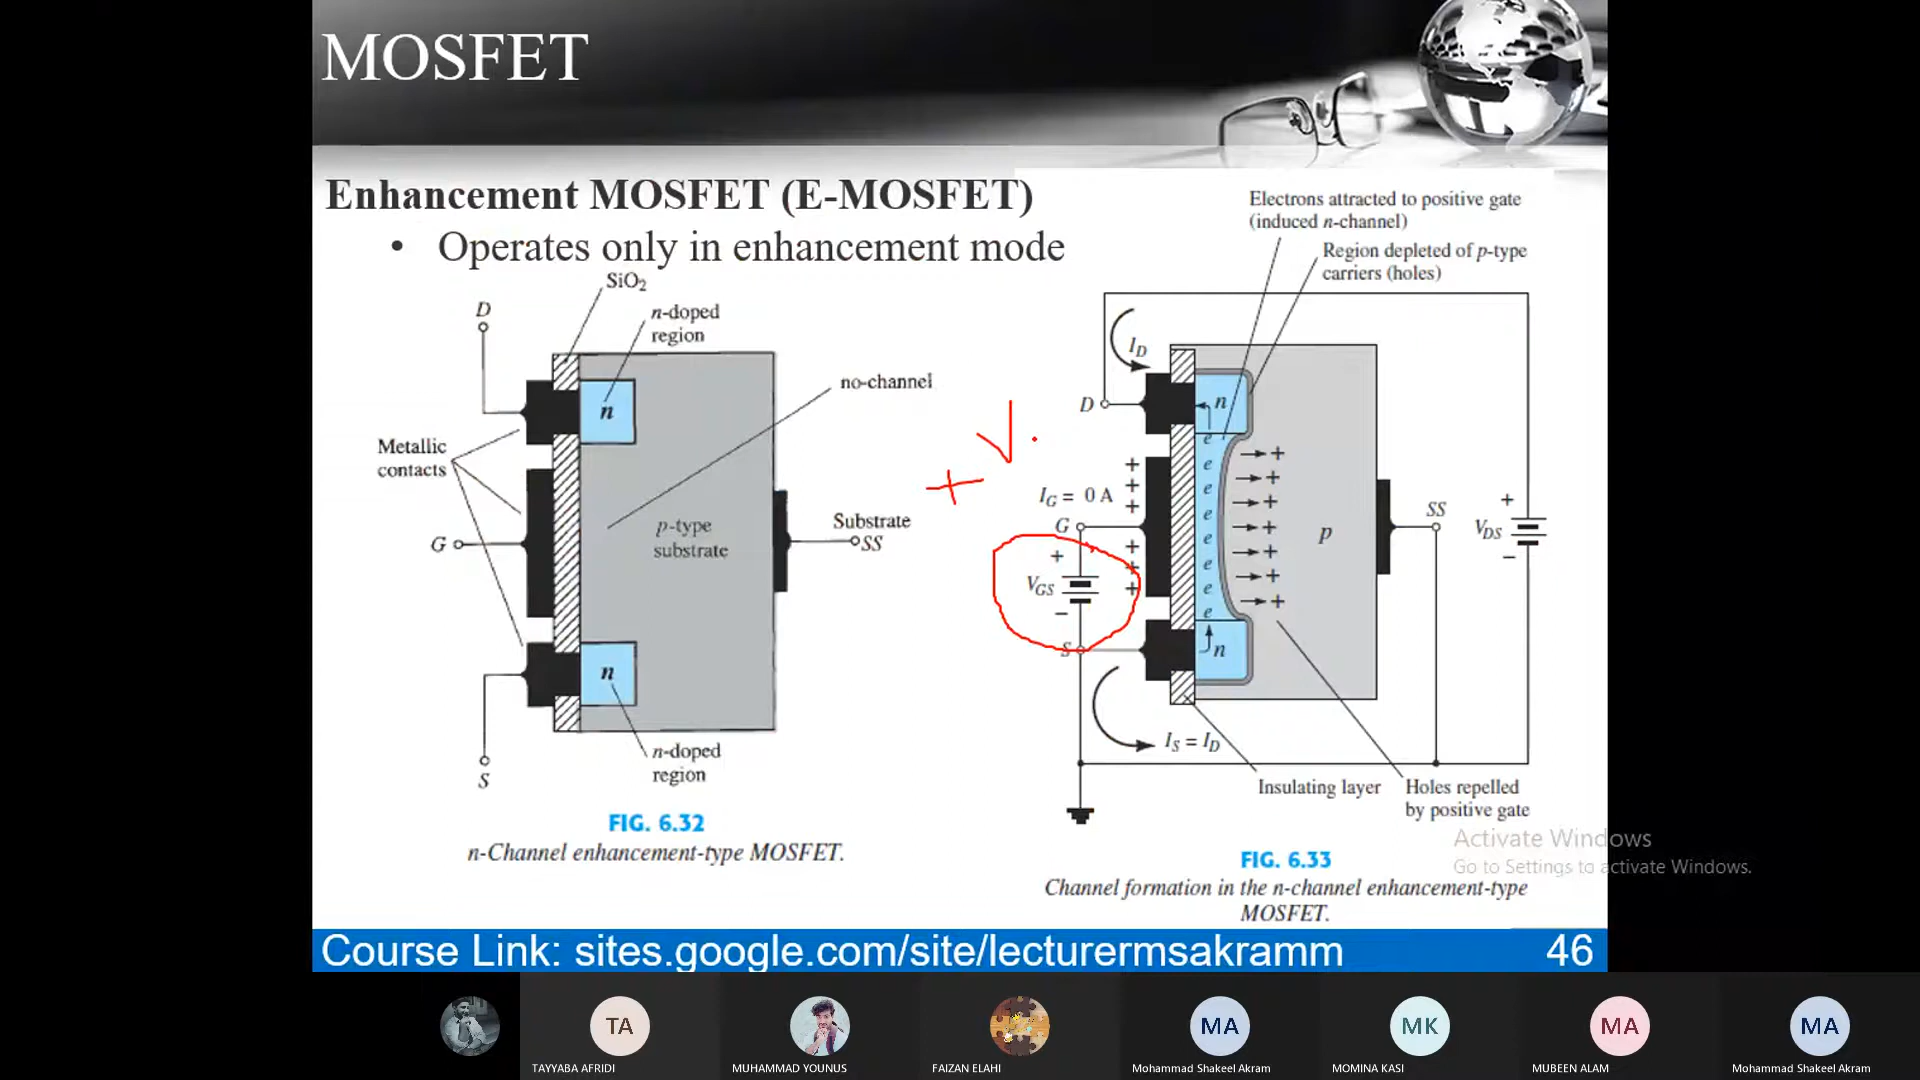 MOSFET
Enhancement MOSFET (E-MOSFET)
• Operates only in enhancement mode
SiO2
D
n-doped
region
n
no-channel
Metallic
contacts
p-type
substrate
Substrate
SS
G
n
n-doped
region
S
FIG. 6.32
n-Channel enhancement-type MOSFET.
+ V
Electrons attracted to positive gate
(induced n-channel)
Region depleted of p-type
carriers (holes)
ID
D
n
e
e
e
e
e
e
e
e
+
+
+
+
+
+
+
+
+
+
+
+
+
IG = 0 A
G
+
VGS
−
S
n
p
SS
+
VDS
−
IS = ID
Insulating layer
Holes repelled
by positive gate
FIG. 6.33
Channel formation in the n-channel enhancement-type
MOSFET.
Activate Windows
Go to Settings to activate Windows.
Course Link: sites.google.com/site/lecturermsakramm
46
TA
MA
MK
MA
MA
TAYYABA AFRIDI
MUHAMMAD YOUNUS
FAIZAN ELAHI
Mohammad Shakeel Akram
MOMINA KASI
MUBEEN ALAM
Mohammad Shakeel Akram